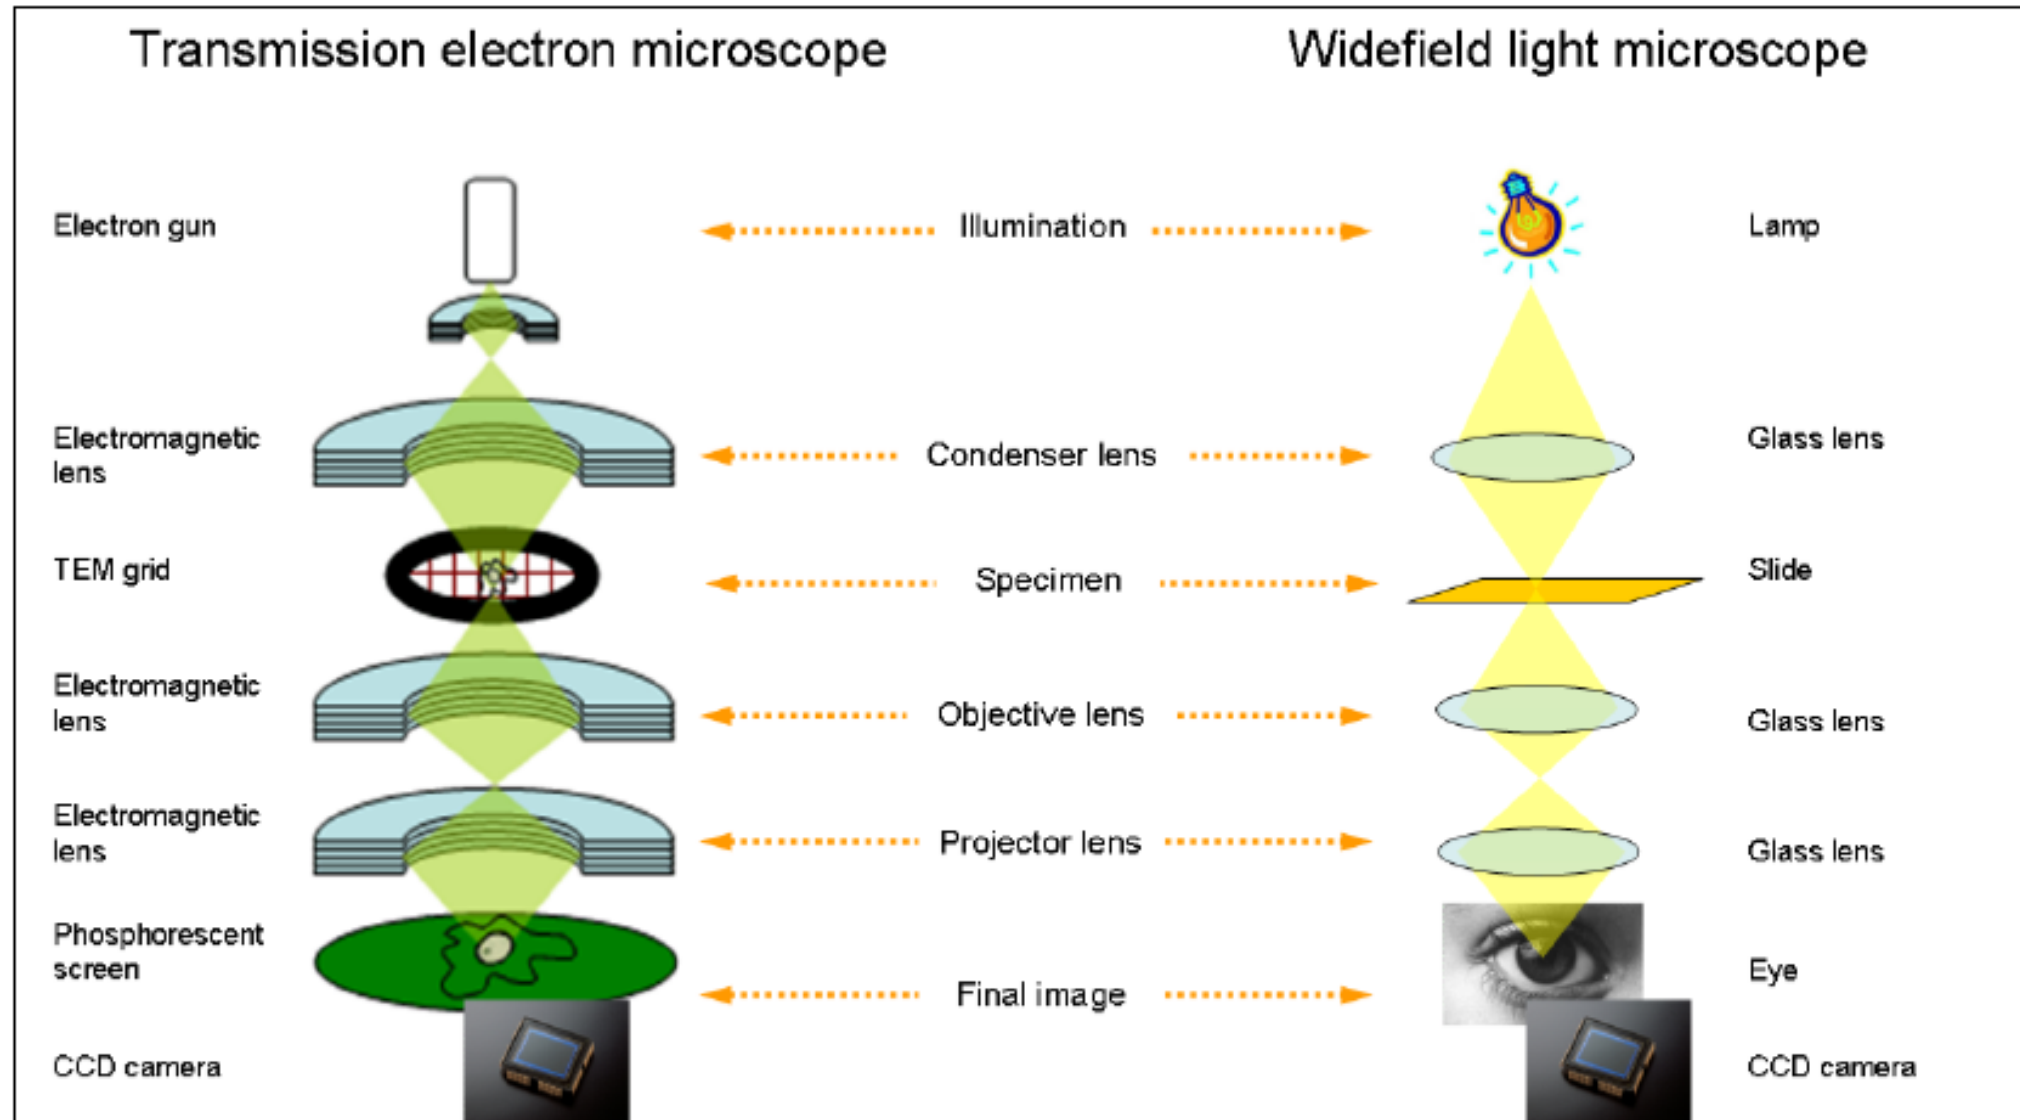 Transmission electron microscope
Widefield light microscope
Electron gun
Illumination
Lamp
Electromagnetic
lens
Condenser lens
Glass lens
TEM grid
Specimen
Slide
Electromagnetic
lens
Objective lens
Glass lens
Electromagnetic
lens
Projector lens
Glass lens
Phosphorescent
screen
Final image
Eye
CCD camera
CCD camera